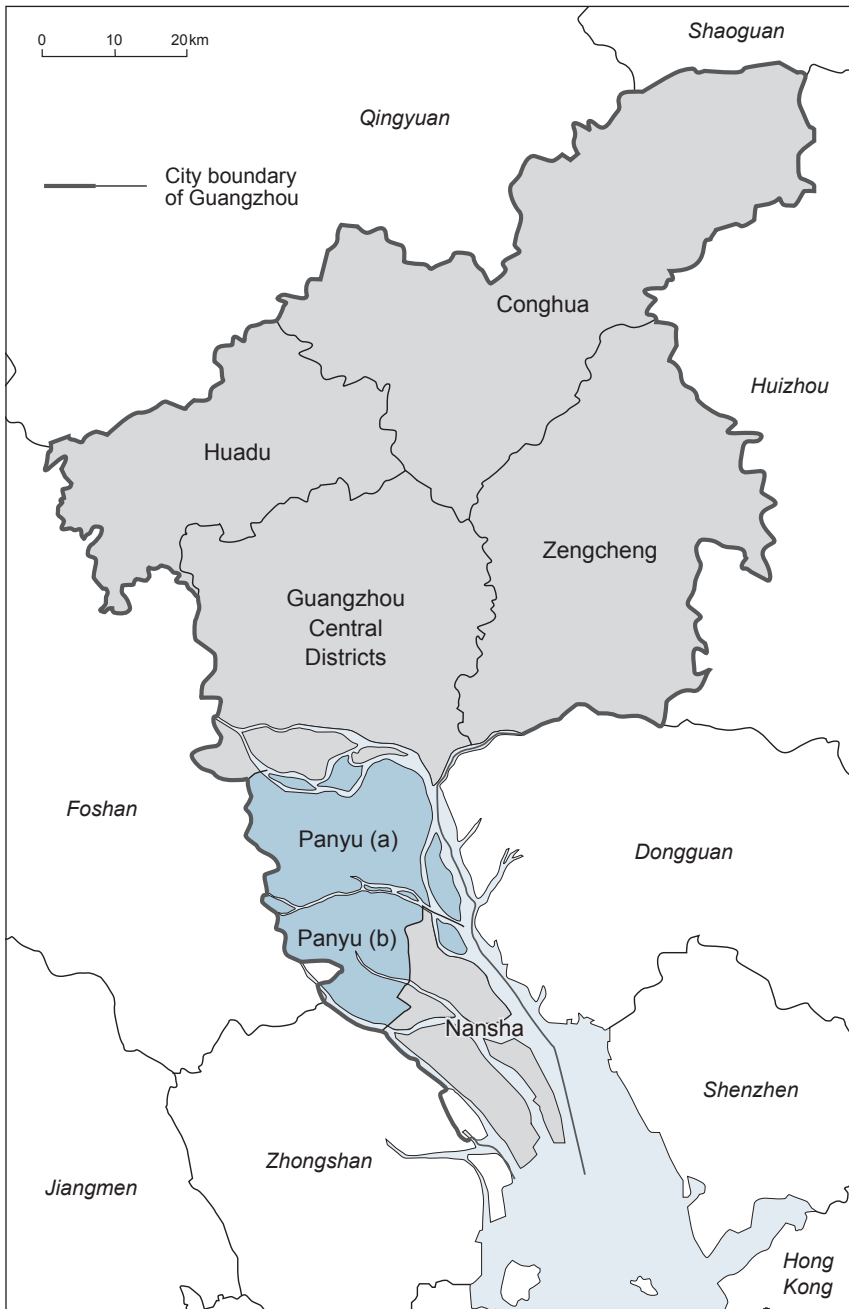 0 10 20km
Shaoguan
Qingyuan
City boundary
of Guangzhou
Conghua
Huizhou
Huadu
Zengcheng
Guangzhou
Central
Districts
Foshan
Panyu (a)
Dongguan
Panyu (b)
Nansha
Shenzhen
Zhongshan
Jiangmen
Hong
Kong